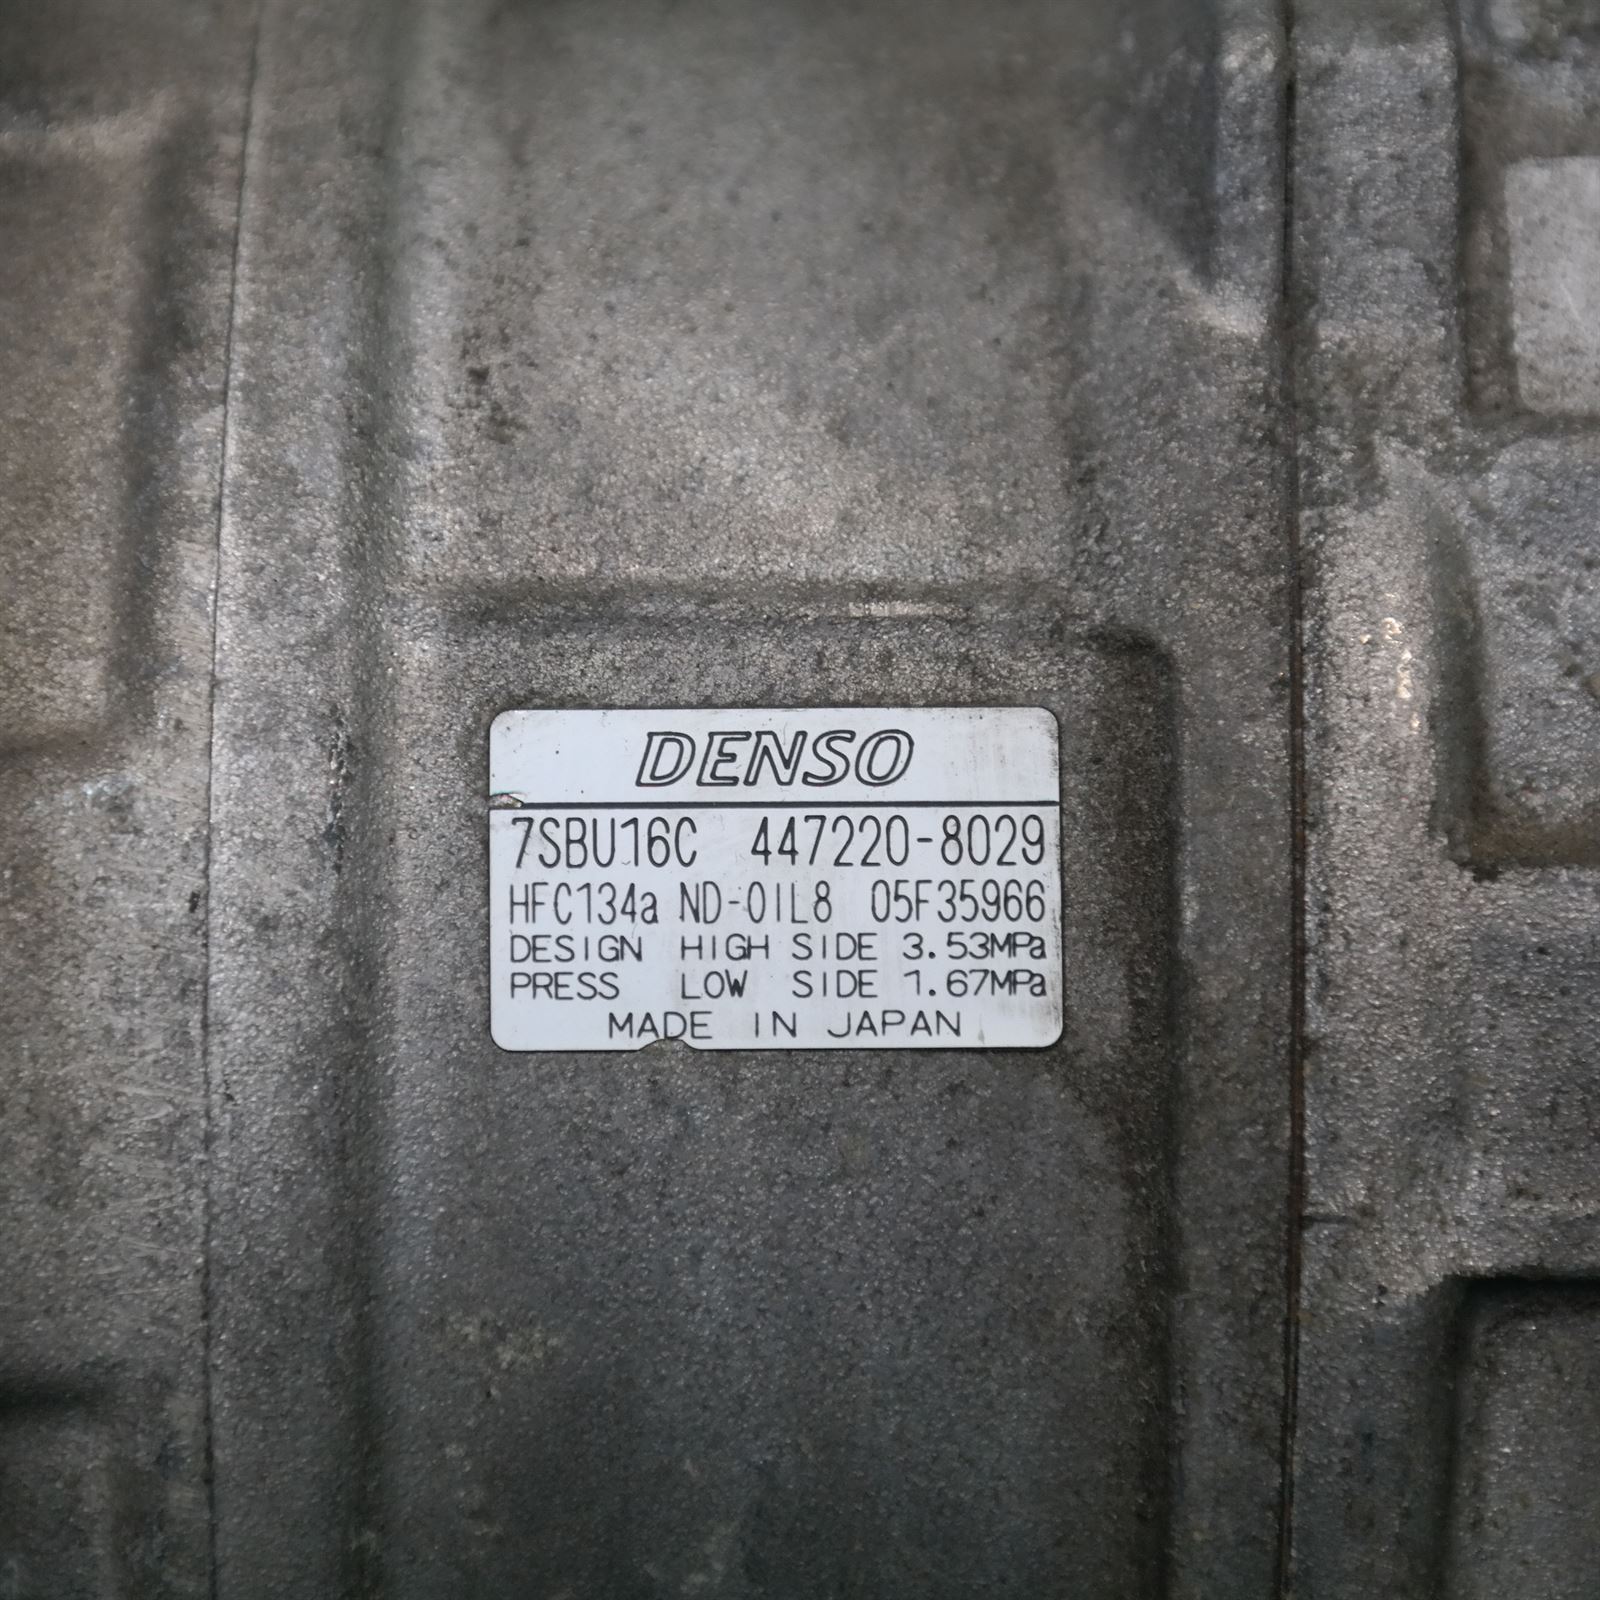 DENSO
7SBU16C 447220-8029
HFC134a ND-OIL8 05F35966
DESIGN HIGH SIDE 3.53MPa
PRESS LOW SIDE 1.67MPa
MADE IN JAPAN